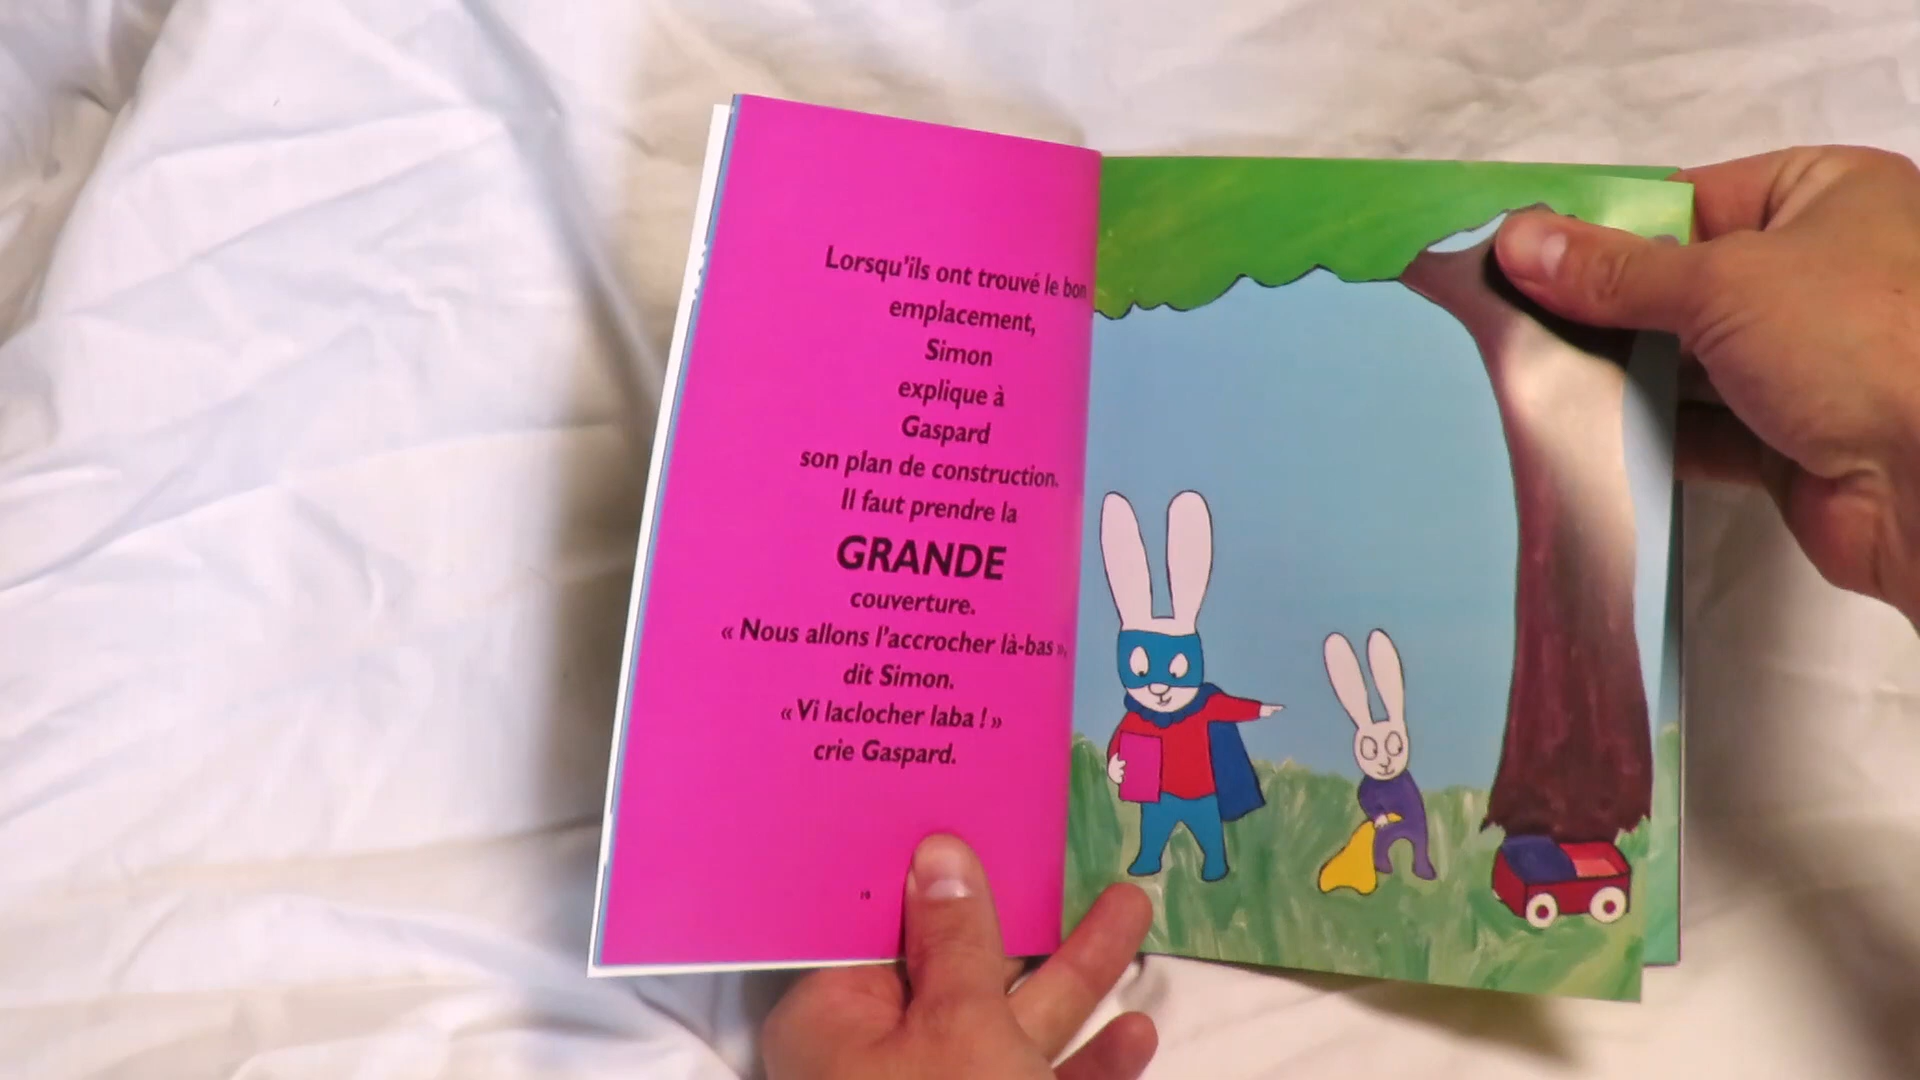 Lorsqu'ils ont trouvé le bon
emplacement,
Simon
explique à
Gaspard
son plan de construction.
Il faut prendre la
GRANDE
couverture.
« Nous allons l'accrocher là-bas »,
dit Simon.
« Vi laclocher laba ! »
crie Gaspard.